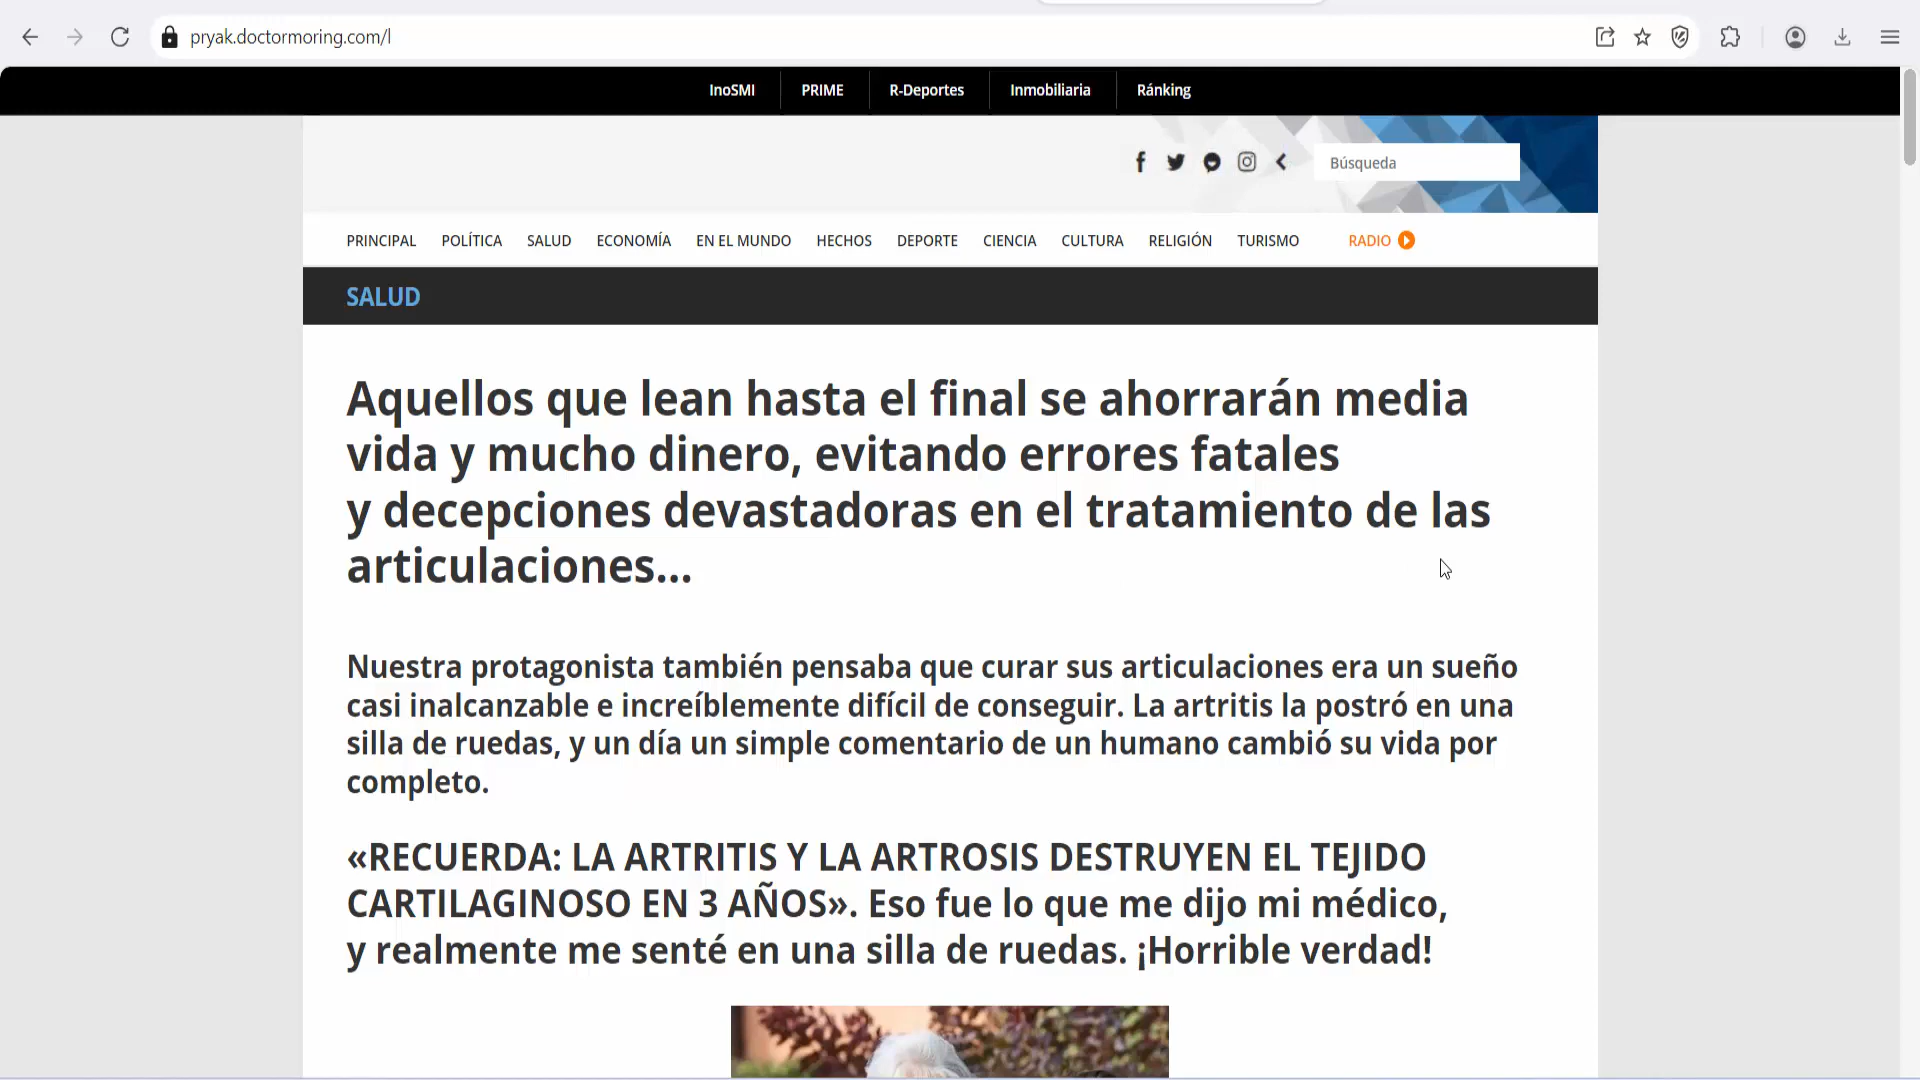 pryak.doctormoring.com/l
InoSMI PRIME R-Deportes Inmobiliaria Ránking
Búsqueda
PRINCIPAL POLÍTICA SALUD ECONOMÍA EN EL MUNDO HECHOS DEPORTE CIENCIA CULTURA RELIGIÓN TURISMO RADIO
SALUD
Aquellos que lean hasta el final se ahorrarán media
vida y mucho dinero, evitando errores fatales
y decepciones devastadoras en el tratamiento de las
articulaciones...
Nuestra protagonista también pensaba que curar sus articulaciones era un sueño
casi inalcanzable e increíblemente difícil de conseguir. La artritis la postró en una
silla de ruedas, y un día un simple comentario de un humano cambió su vida por
completo.
«RECUERDA: LA ARTRITIS Y LA ARTROSIS DESTRUYEN EL TEJIDO
CARTILAGINOSO EN 3 AÑOS». Eso fue lo que me dijo mi médico,
y realmente me senté en una silla de ruedas. ¡Horrible verdad!